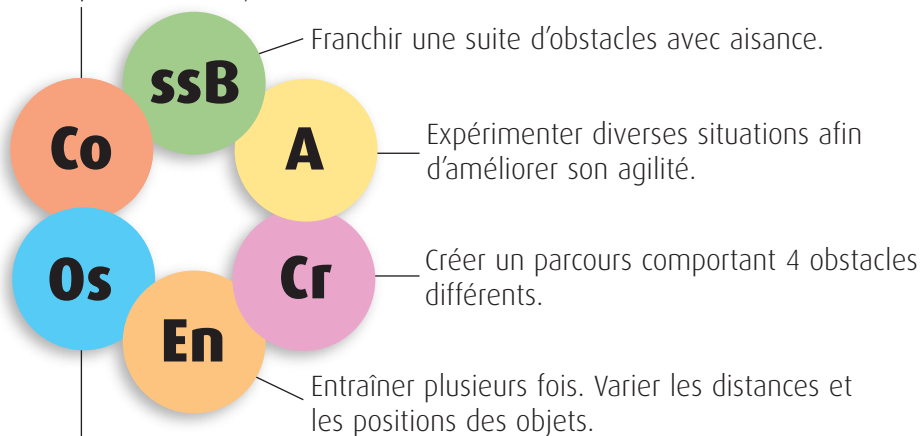 ssB
Franchir une suite d’obstacles avec aisance.
Co
A
Expérimenter diverses situations afin
d’améliorer son agilité.
Os
Cr
Créer un parcours comportant 4 obstacles
différents.
En
Entraîner plusieurs fois. Varier les distances et
les positions des objets.